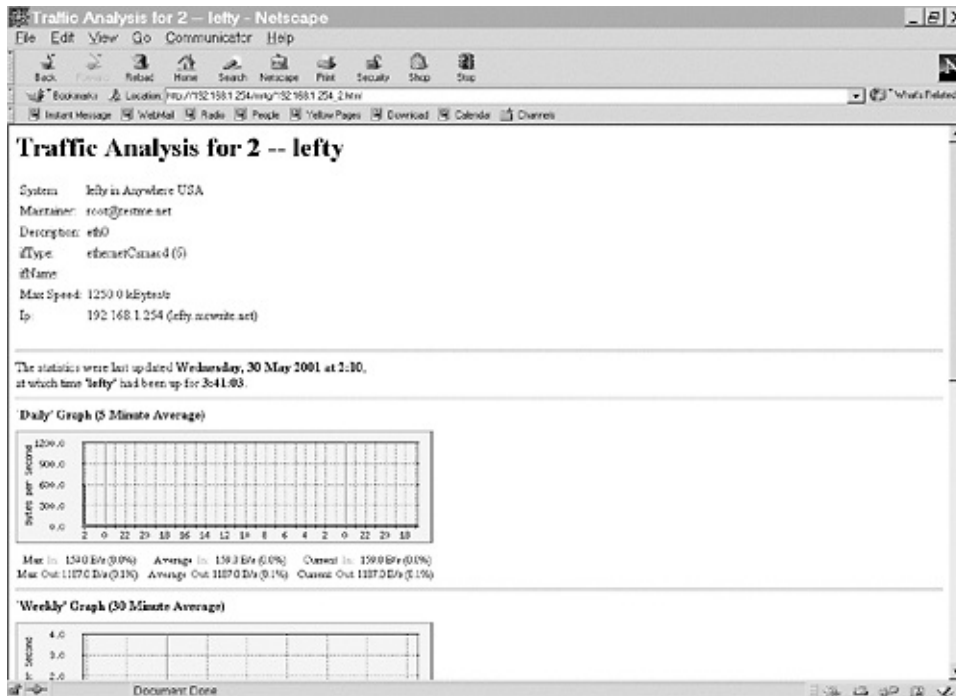 Traffic Analysis for 2 -- lefty - Netscape
File Edit View Go Communicator Help
Back Reload Home Search Netscape Print Security Shop Stop
Bookmarks Location: http://192.168.1.254/mrtg/192.168.1.254_2.html What's Related
Instant Message WebMail Radio People Yellow Pages Download Calendar Channels
Traffic Analysis for 2 -- lefty
System: lefty in Anywhere USA
Maintainer: root@testme.net
Description: eth0
ifType: ethernetCsmacd (6)
ifName:
Max Speed: 1250.0 kBytes/s
Ip: 192.168.1.254 (lefty.mcwrite.net)
The statistics were last updated Wednesday, 30 May 2001 at 2:10,
at which time 'lefty' had been up for 3:41:03.
`Daily' Graph (5 Minute Average)
Bytes per Second
1200.0
900.0
600.0
300.0
0.0
2 0 22 20 18 16 14 12 10 8 6 4 2 0 22 20 18
Max In: 159.0 B/s (0.0%) Average In: 159.0 B/s (0.0%) Current In: 159.0 B/s (0.0%)
Max Out: 1187.0 B/s (0.1%) Average Out: 1187.0 B/s (0.1%) Current Out: 1187.0 B/s (0.1%)
`Weekly' Graph (30 Minute Average)
Second
4.0
3.0
2.0
Document: Done